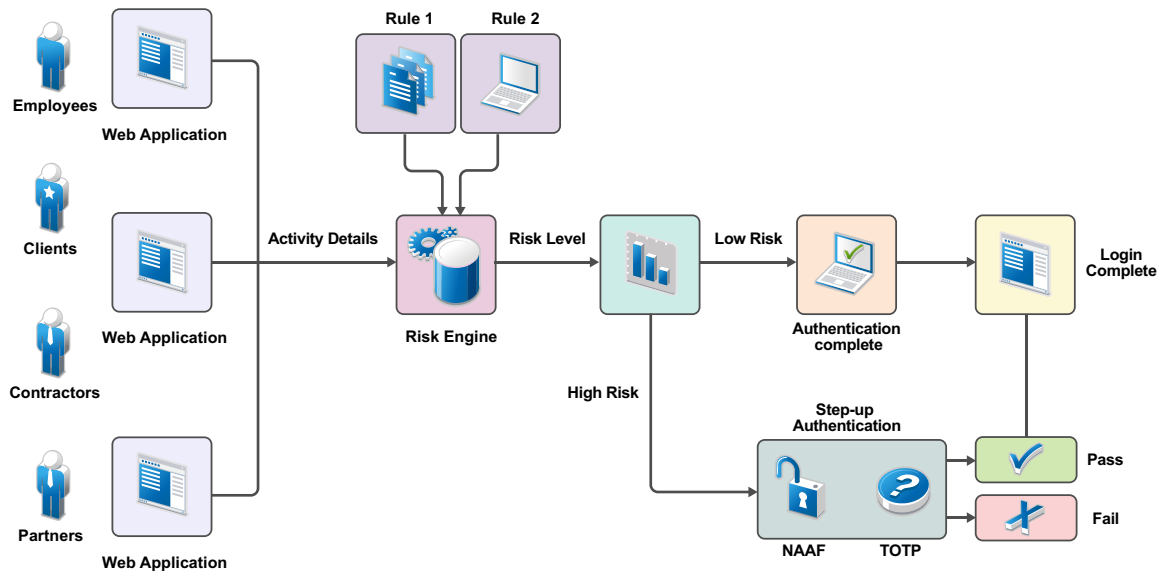 Rule 1
Rule 2
Employees
Web Application
Clients
Activity Details
Risk Level
Low Risk
Login
Complete
Web Application
Risk Engine
Authentication
complete
Contractors
High Risk
Step-up
Authentication
Pass
Partners
Fail
NAAF
TOTP
Web Application